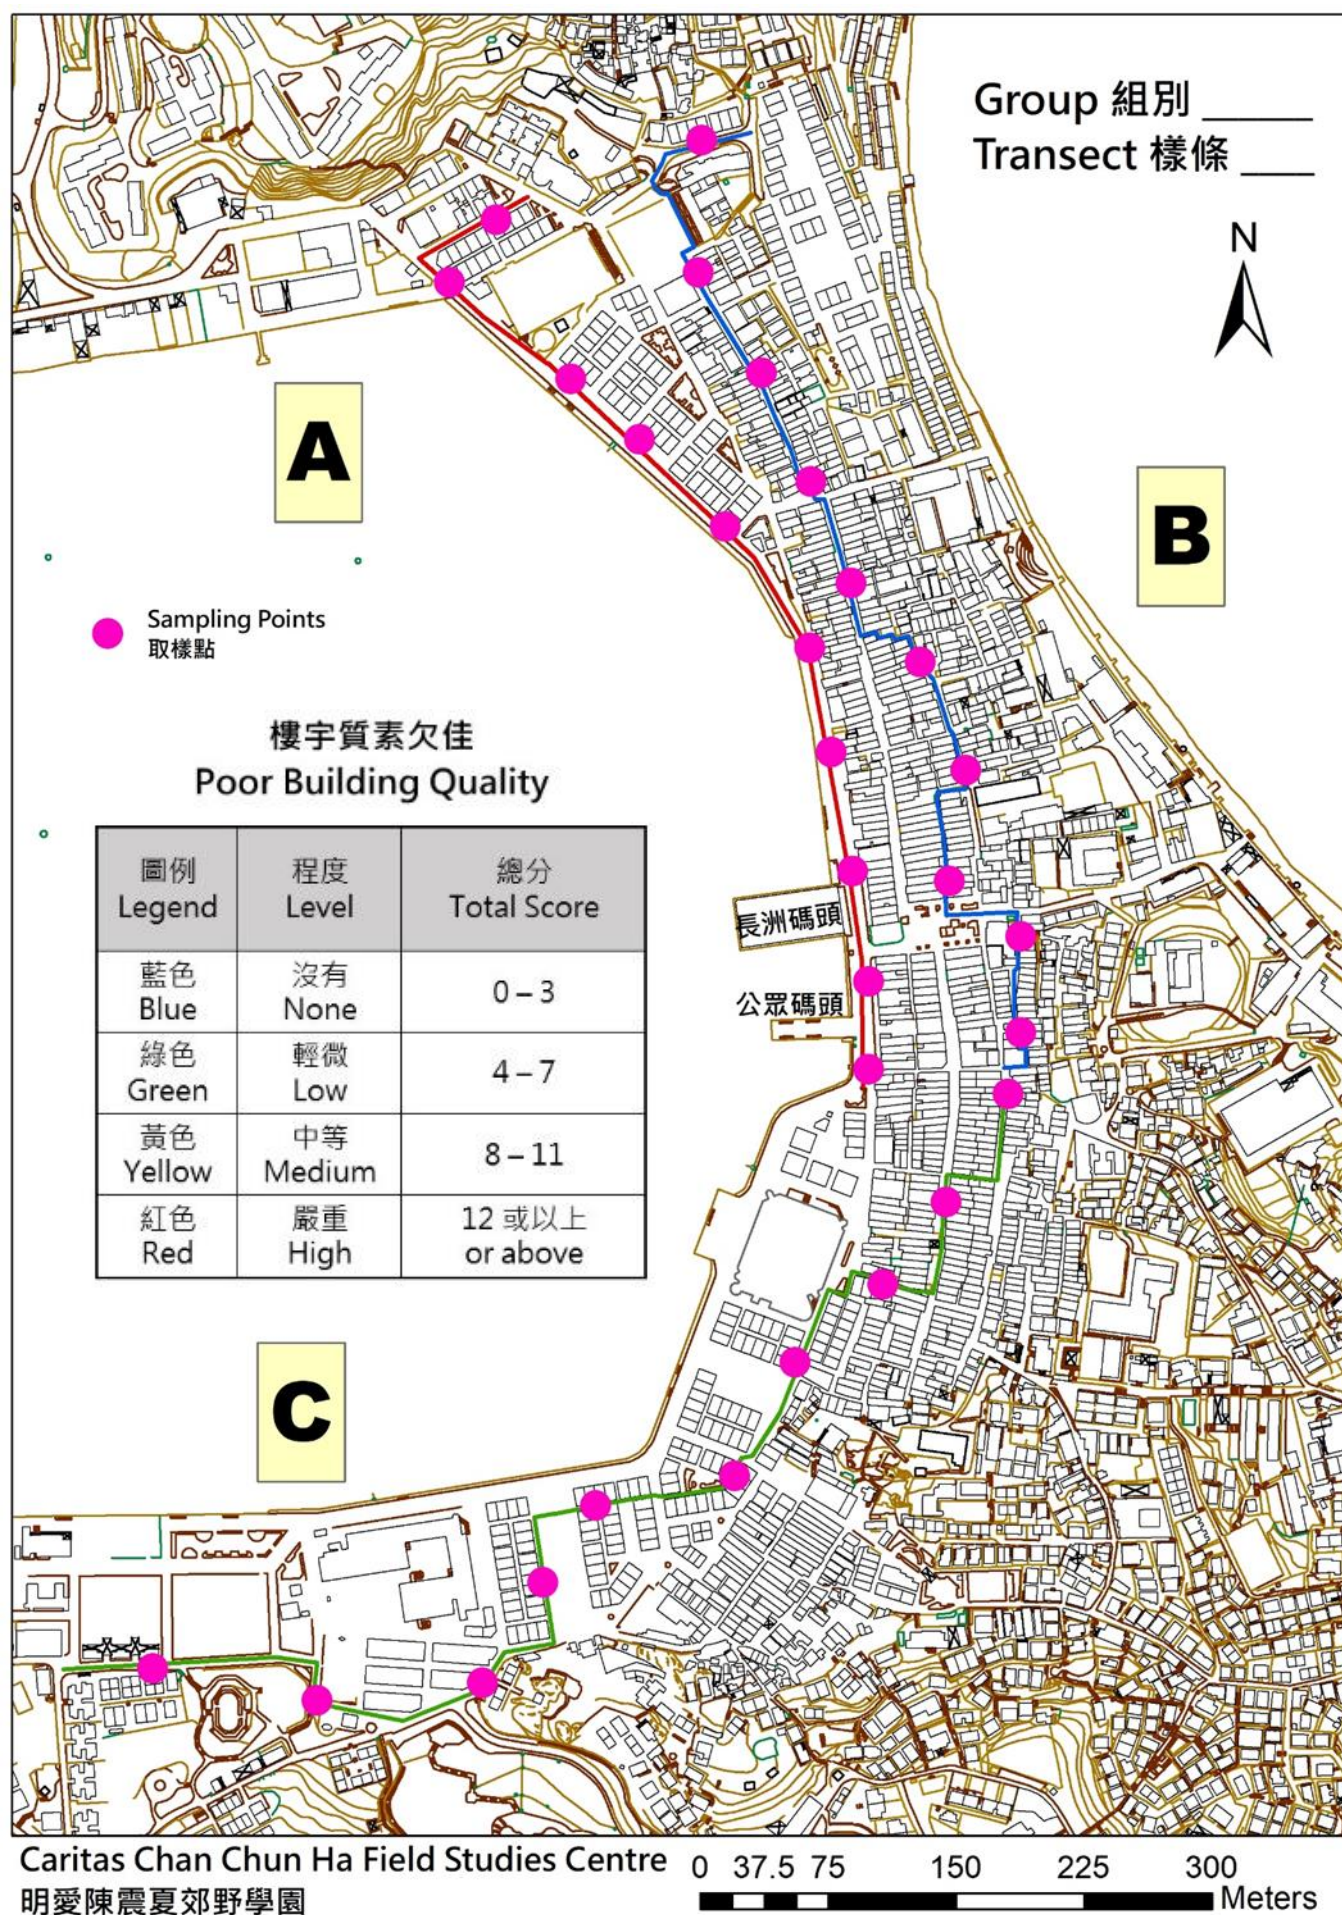 Group 組別 _____
Transect 樣條 ____
N
A
B
Sampling Points
取樣點
樓宇質素欠佳
Poor Building Quality
圖例 程度 總分
Legend Level Total Score
藍色 沒有 0 – 3
Blue None
綠色 輕微 4 – 7
Green Low
黃色 中等 8 – 11
Yellow Medium
紅色 嚴重 12 或以上
Red High or above
長洲碼頭
公眾碼頭
C
Caritas Chan Chun Ha Field Studies Centre
明愛陳震夏郊野學園
0 37.5 75 150 225 300
Meters